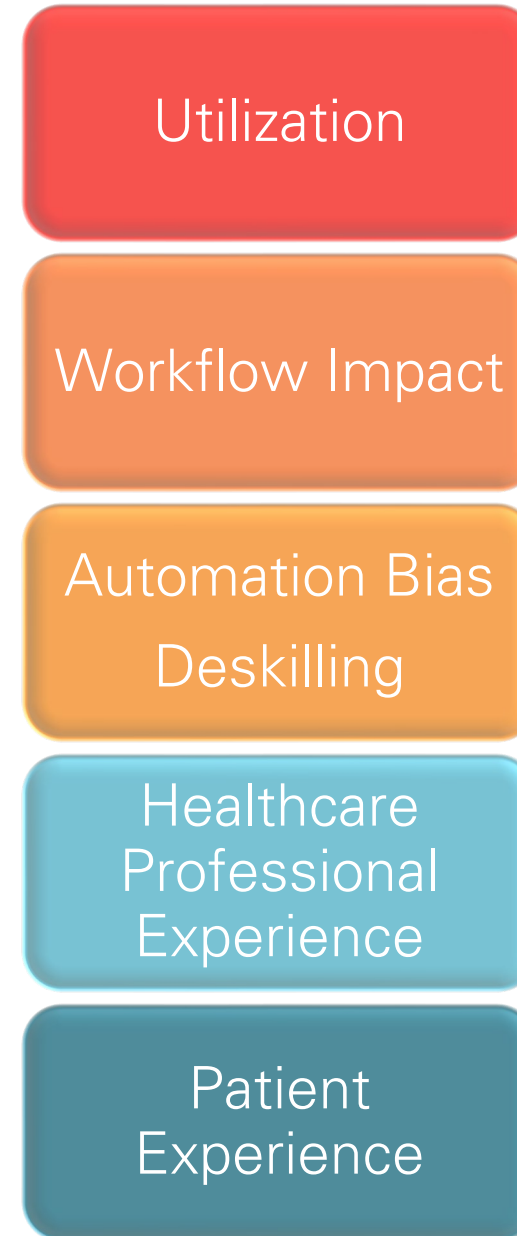 Utilization
Workflow Impact
Automation Bias
Deskilling
Healthcare
Professional
Experience
Patient
Experience